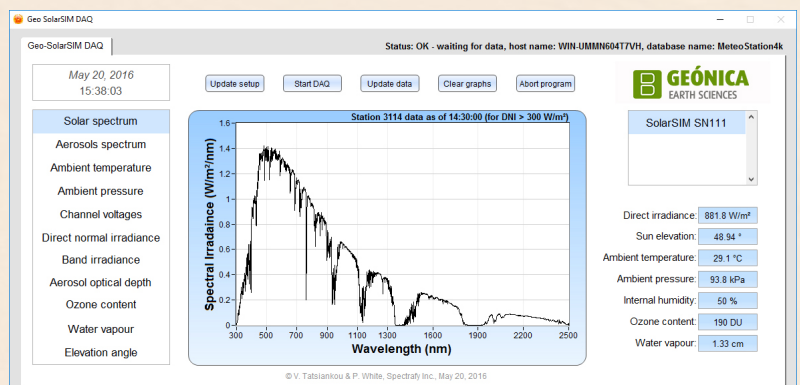 Geo SolarSIM DAQ
Geo-SolarSIM DAQ
Status: OK - waiting for data, host name: WIN-UMMN604T7VH, database name: MeteoStation4k
May 20, 2016
15:38:03
Update setup
Start DAQ
Update data
Clear graphs
Abort program
GEÓNICA
EARTH SCIENCES
Solar spectrum
Aerosols spectrum
Ambient temperature
Ambient pressure
Channel voltages
Direct normal irradiance
Band irradiance
Aerosol optical depth
Ozone content
Water vapour
Elevation angle
Station 3114 data as of 14:30:00 (for DNI > 300 W/m²)
Spectral Irradaince (W/m²/nm)
1.6
1.4
1.2
1
0.8
0.6
0.4
0.2
0
300 500 700 900 1100 1300 1600 1900 2200 2500
Wavelength (nm)
SolarSIM SN111
Direct irradiance: 881.8 W/m²
Sun elevation: 48.94 °
Ambient temperature: 29.1 °C
Ambient pressure: 93.8 kPa
Internal humidity: 50 %
Ozone content: 190 DU
Water vapour: 1.33 cm
© V. Tatsiankou & P. White, Spectrafy Inc., May 20, 2016